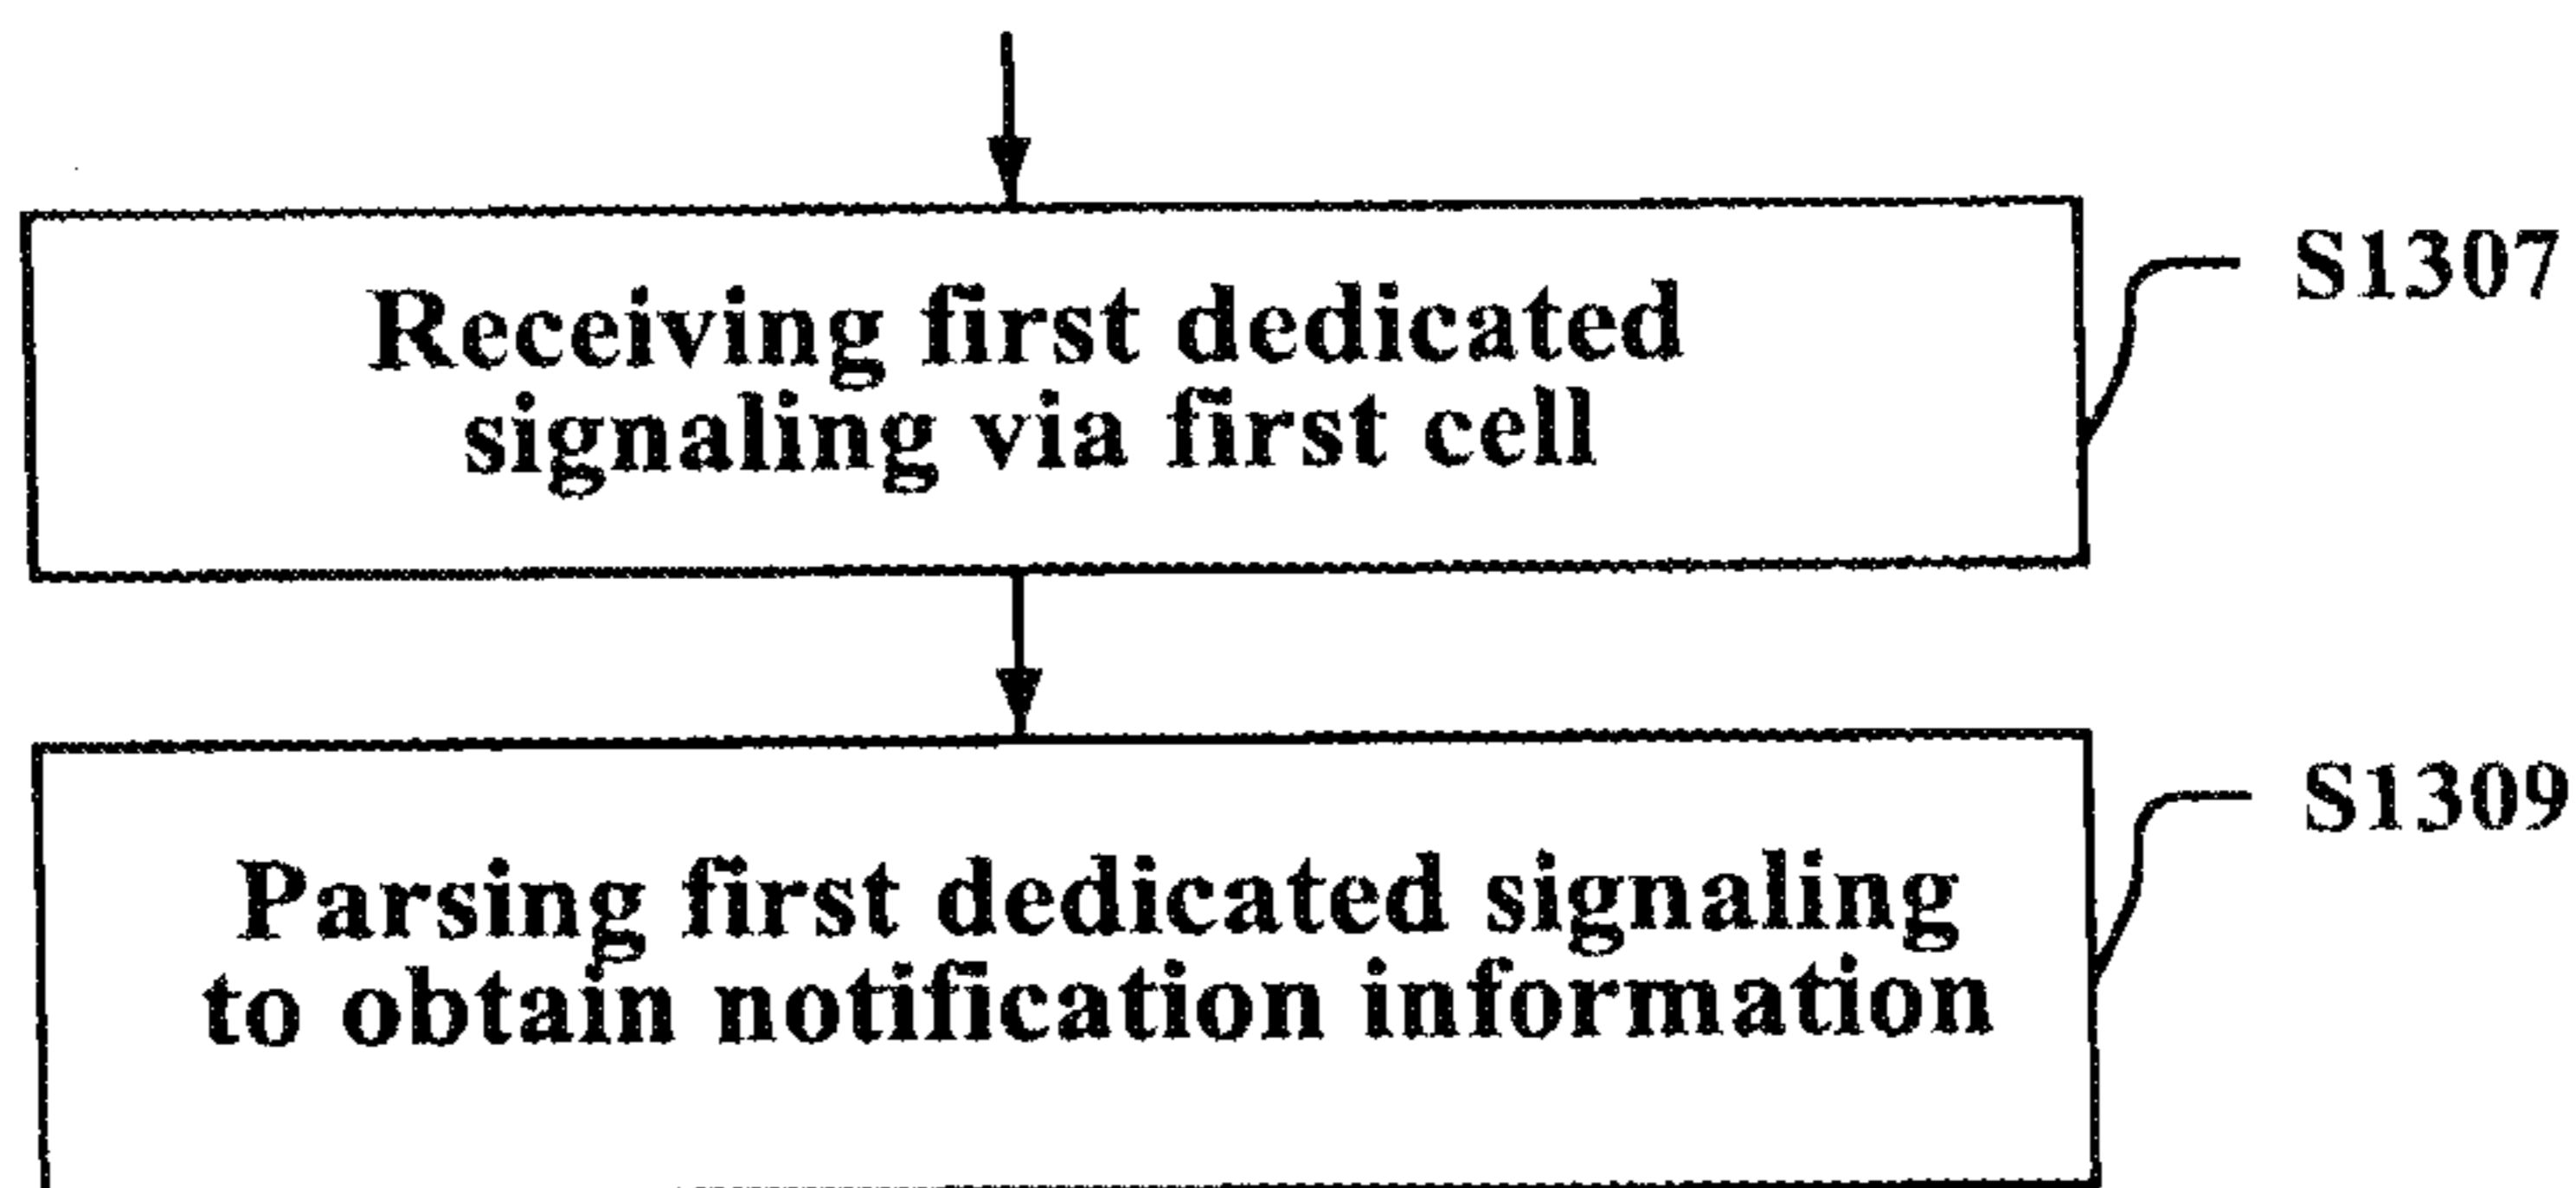 Receiving first dedicated
signaling via first cell
S1307
Parsing first dedicated signaling
to obtain notification information
S1309